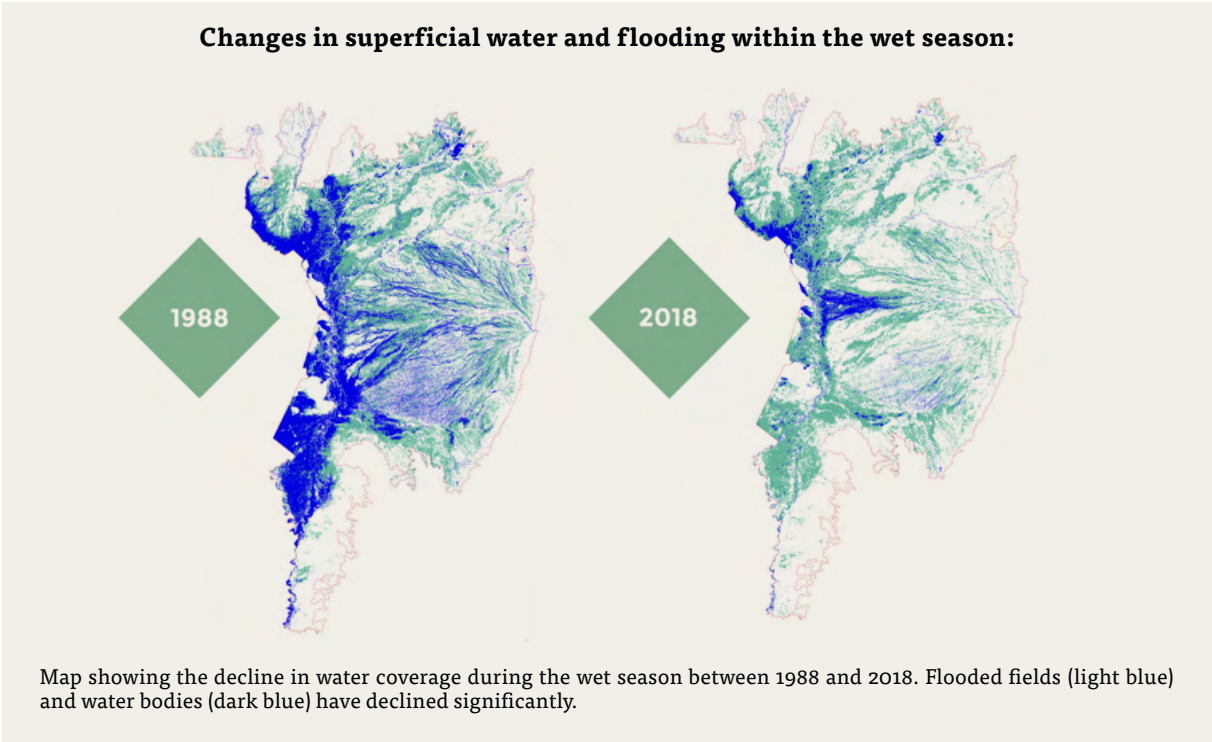 Changes in superficial water and flooding within the wet season:
1988
2018
Map showing the decline in water coverage during the wet season between 1988 and 2018. Flooded fields (light blue)
and water bodies (dark blue) have declined significantly.